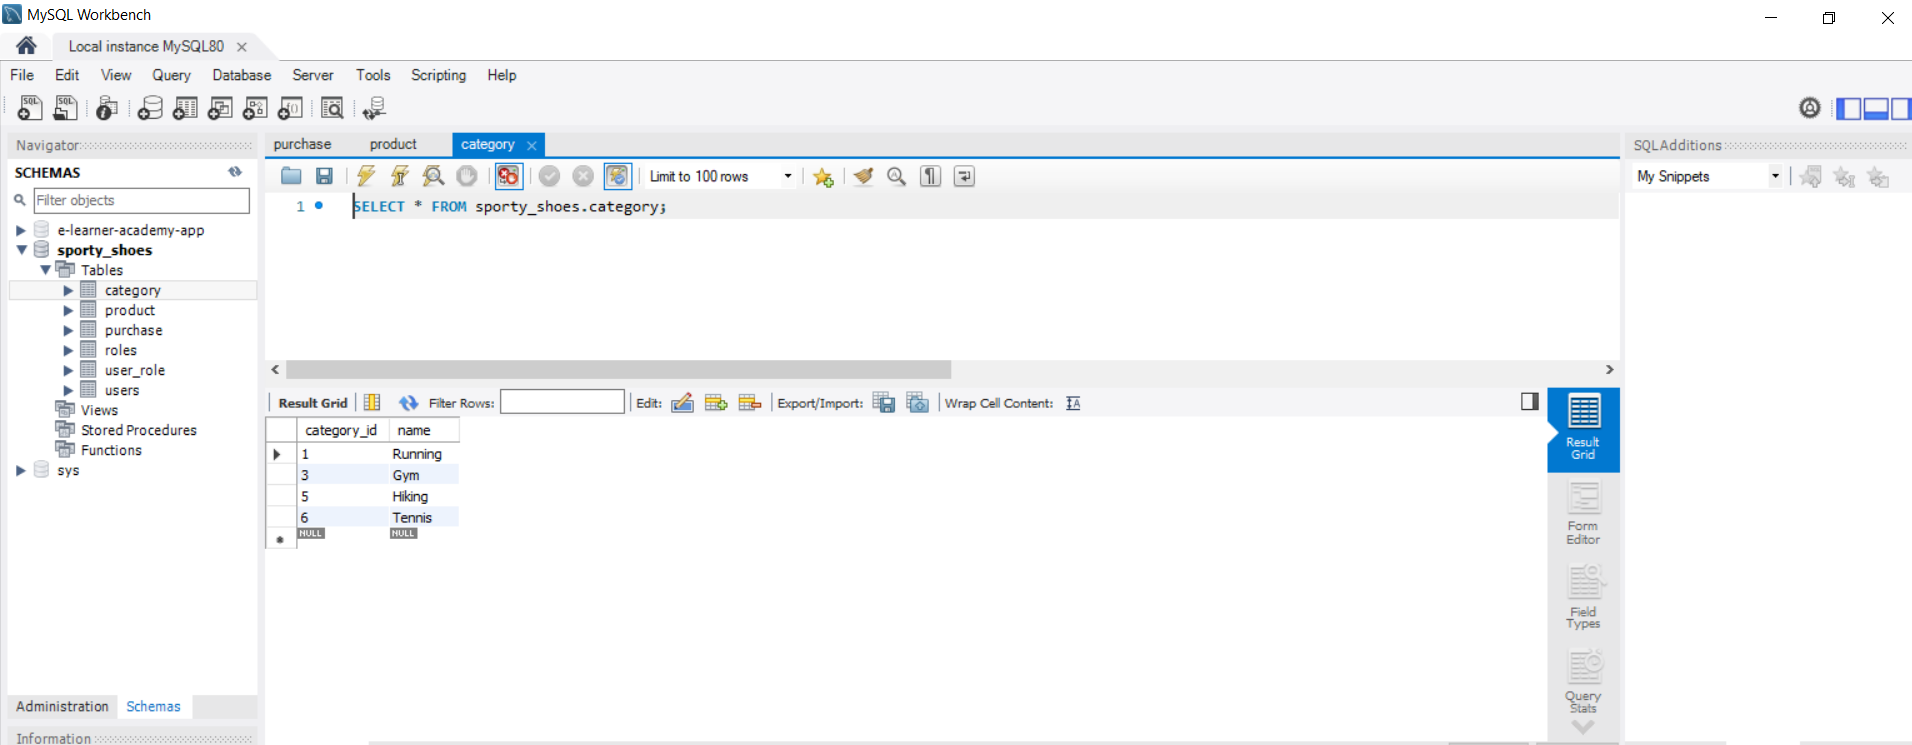 MySQL Workbench
Local instance MySQL80
File Edit View Query Database Server Tools Scripting Help
Navigator
SCHEMAS
Filter objects
e-learner-academy-app
sporty_shoes
Tables
category
product
purchase
roles
user_role
users
Views
Stored Procedures
Functions
sys
Administration Schemas
Information
purchase product category
Limit to 100 rows
1 SELECT * FROM sporty_shoes.category;
Result Grid Filter Rows: Edit: Export/Import: Wrap Cell Content:
category_id name
1 Running
3 Gym
5 Hiking
6 Tennis
NULL NULL
Result
Grid
Form
Editor
Field
Types
Query
Stats
SQLAdditions
My Snippets